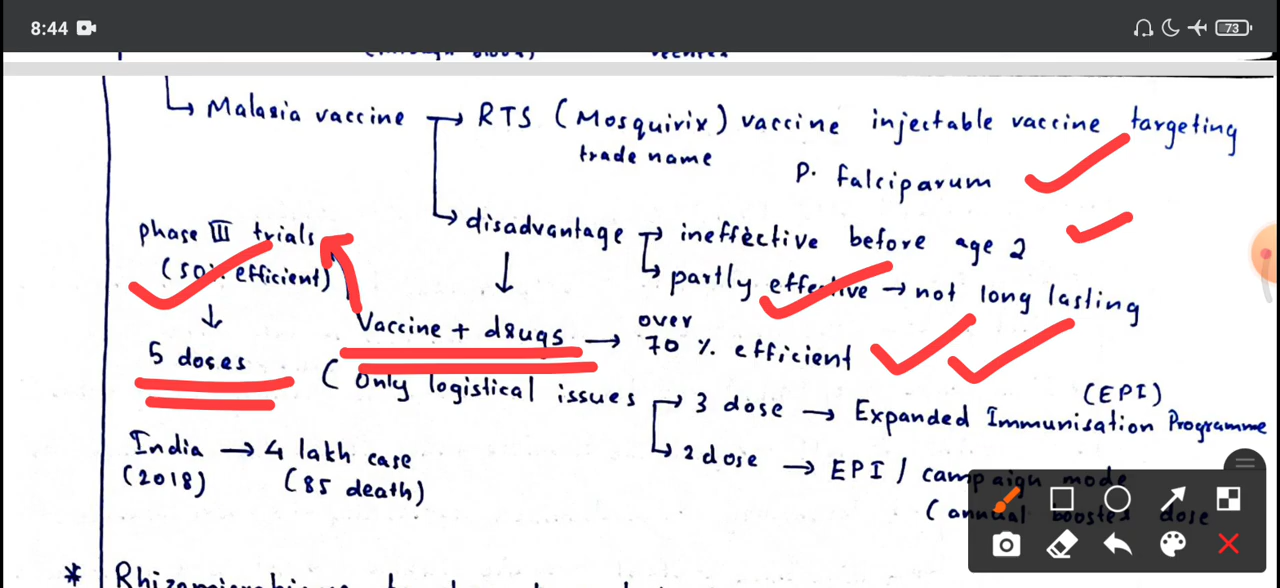 8:44
73
Malaria vaccine → RTS (Mosquirix) vaccine injectable vaccine targeting
trade name
P. falciparum
disadvantage → ineffective before age 2
↳ partly effective → not long lasting
phase III trials
(50% efficient)
↓
5 doses
↓
Vaccine + drugs → over 70 % efficient
(Only logistical issues → 3 dose → Expanded Immunisation Programme
(EPI)
↳ 2 dose → EPI / campaign mode
(annual booster dose
India → 4 lakh case
(2018) (85 death)
*